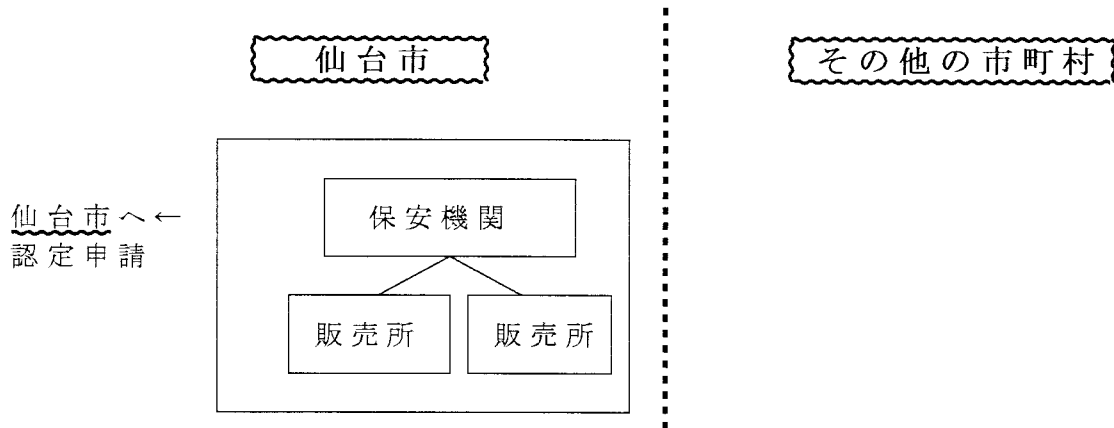 仙台市
その他の市町村
仙台市へ←
認定申請
保安機関
販売所
販売所